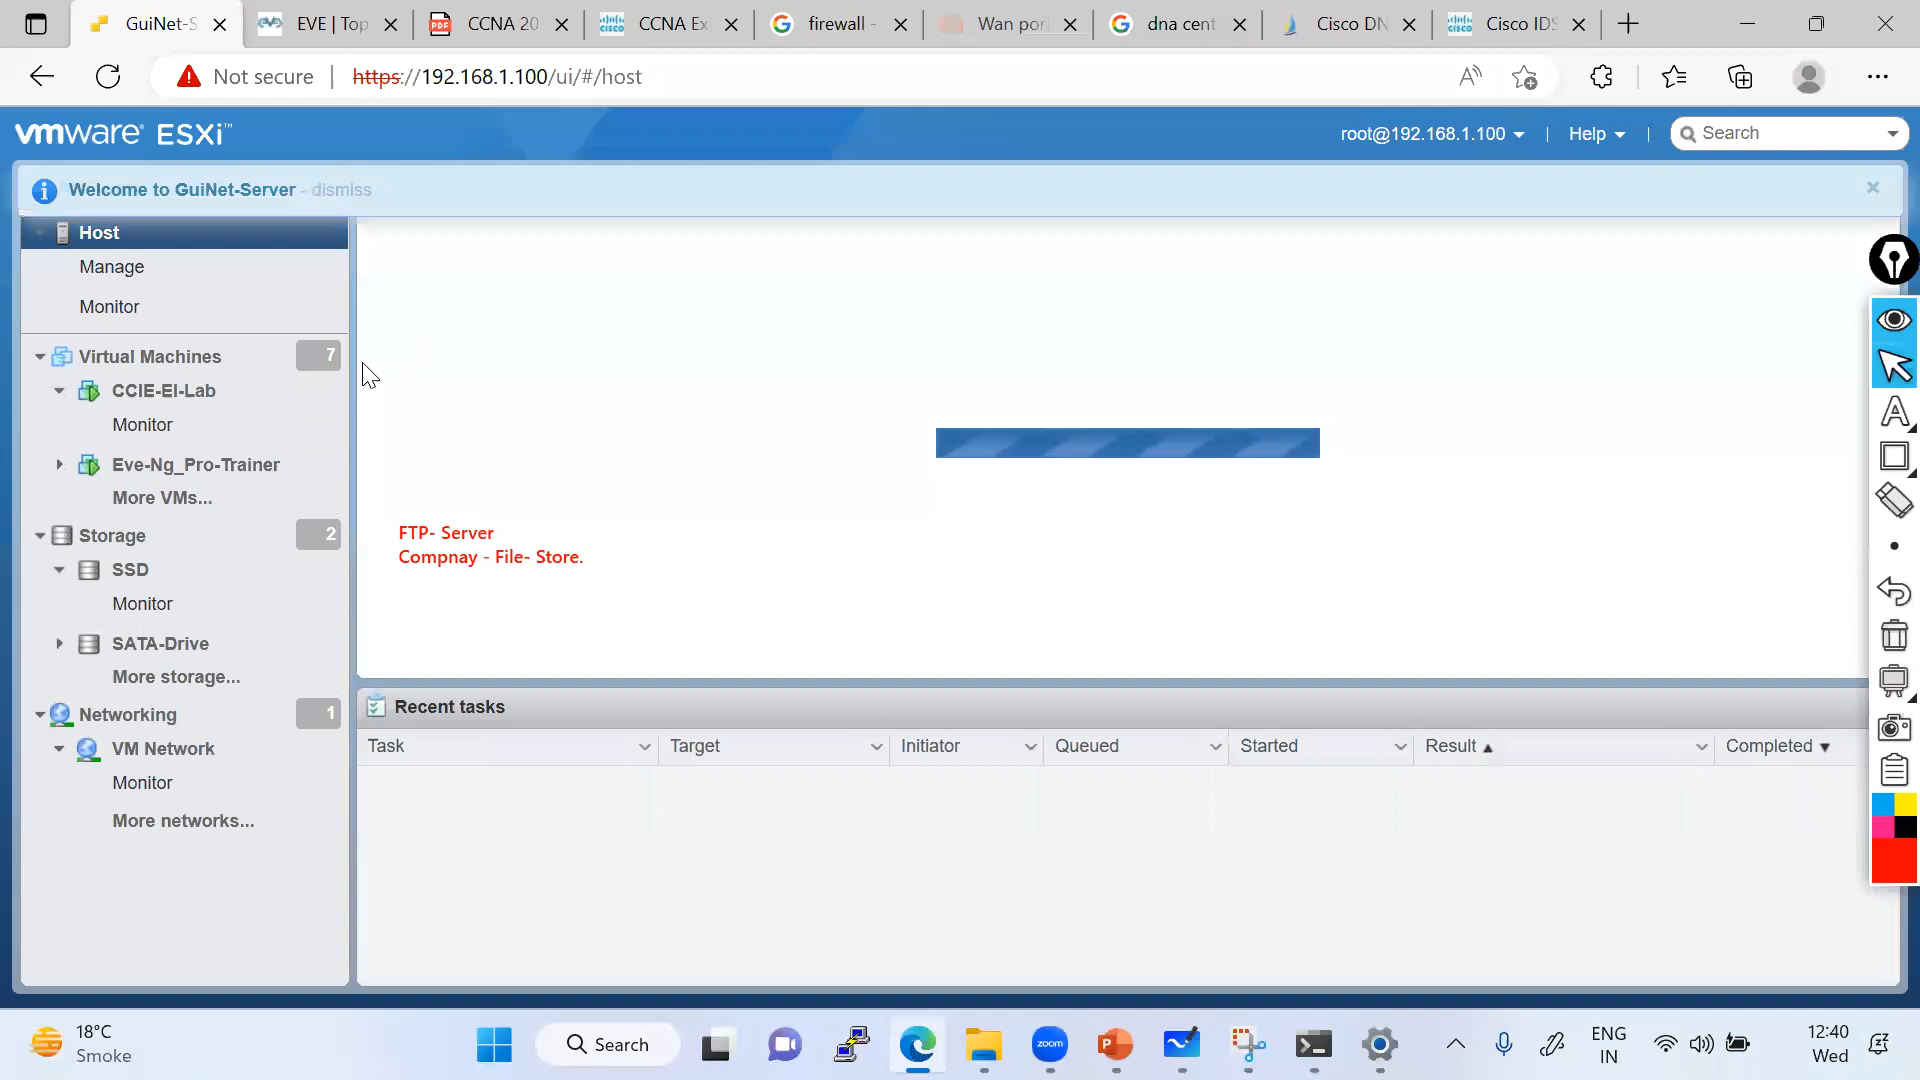 GuiNet-S
EVE | Top
CCNA 20
CCNA Ex
firewall -
Wan por
dna cent
Cisco DN
Cisco IDS
Not secure
https://192.168.1.100/ui/#/host
vmware ESXi™
root@192.168.1.100
Help
Search
Welcome to GuiNet-Server - dismiss
Host
Manage
Monitor
Virtual Machines
7
CCIE-EI-Lab
Monitor
Eve-Ng_Pro-Trainer
More VMs...
Storage
2
SSD
Monitor
SATA-Drive
More storage...
Networking
1
VM Network
Monitor
More networks...
FTP- Server
Compnay - File- Store.
Recent tasks
Task
Target
Initiator
Queued
Started
Result
Completed
18°C
Smoke
Search
zoom
ENG
IN
12:40
Wed